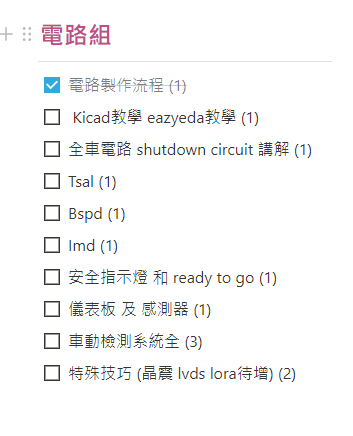 電路組
電路製作流程 (1)
Kicad教學 eazyeda教學 (1)
全車電路 shutdown circuit 講解 (1)
Tsal (1)
Bspd (1)
Imd (1)
安全指示燈 和 ready to go (1)
儀表板 及 感測器 (1)
車動檢測系統全 (3)
特殊技巧 (晶震 lvds lora待增) (2)